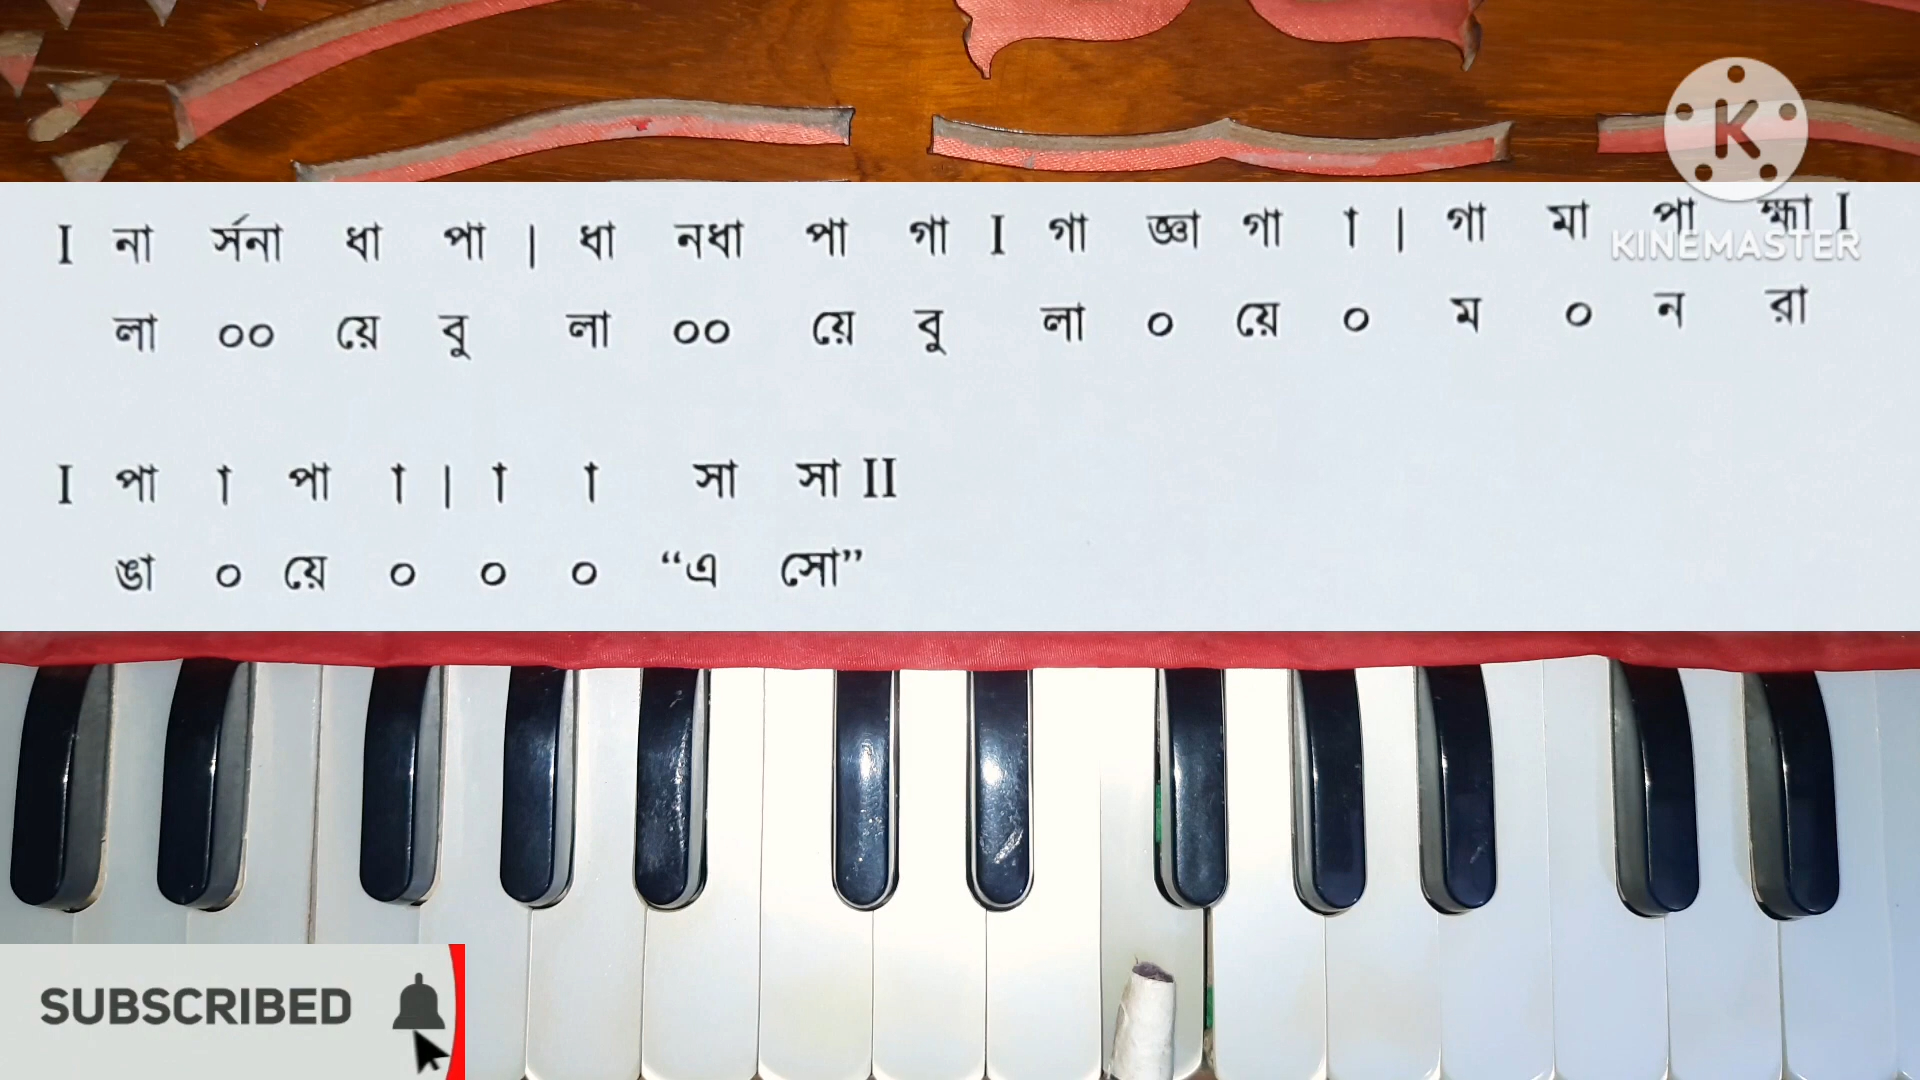 I না র্সনা ধা পা | ধা নধা পা গা I গা জ্ঞা গা া | গা মা পা হ্মা I
লা ০০ য়ে বু লা ০০ য়ে বু লা ০ য়ে ০ ম ০ ন রা
I পা া পা া | া া সা সা II
ঙা ০ য়ে ০ ০ ০ “এ সো”
K
KINEMASTER
SUBSCRIBED